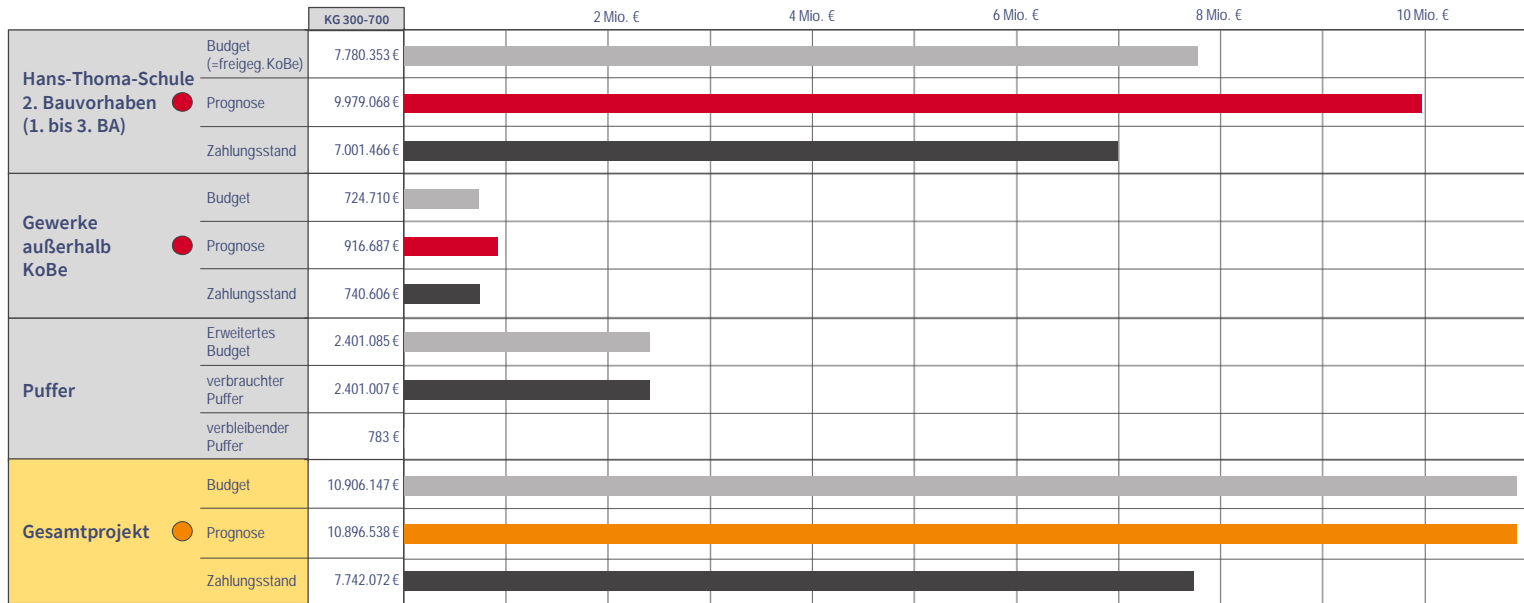 KG 300-700
2 Mio. €
4 Mio. €
6 Mio. €
8 Mio. €
10 Mio. €
Hans-Thoma-Schule
2. Bauvorhaben
(1. bis 3. BA)
Budget
(=freigeg. KoBe)
7.780.353 €
Prognose
9.979.068 €
Zahlungsstand
7.001.466 €
Gewerke
außerhalb
KoBe
Budget
724.710 €
Prognose
916.687 €
Zahlungsstand
740.606 €
Puffer
Erweitertes
Budget
2.401.085 €
verbrauchter
Puffer
2.401.007 €
verbleibender
Puffer
783 €
Gesamtprojekt
Budget
10.906.147 €
Prognose
10.896.538 €
Zahlungsstand
7.742.072 €